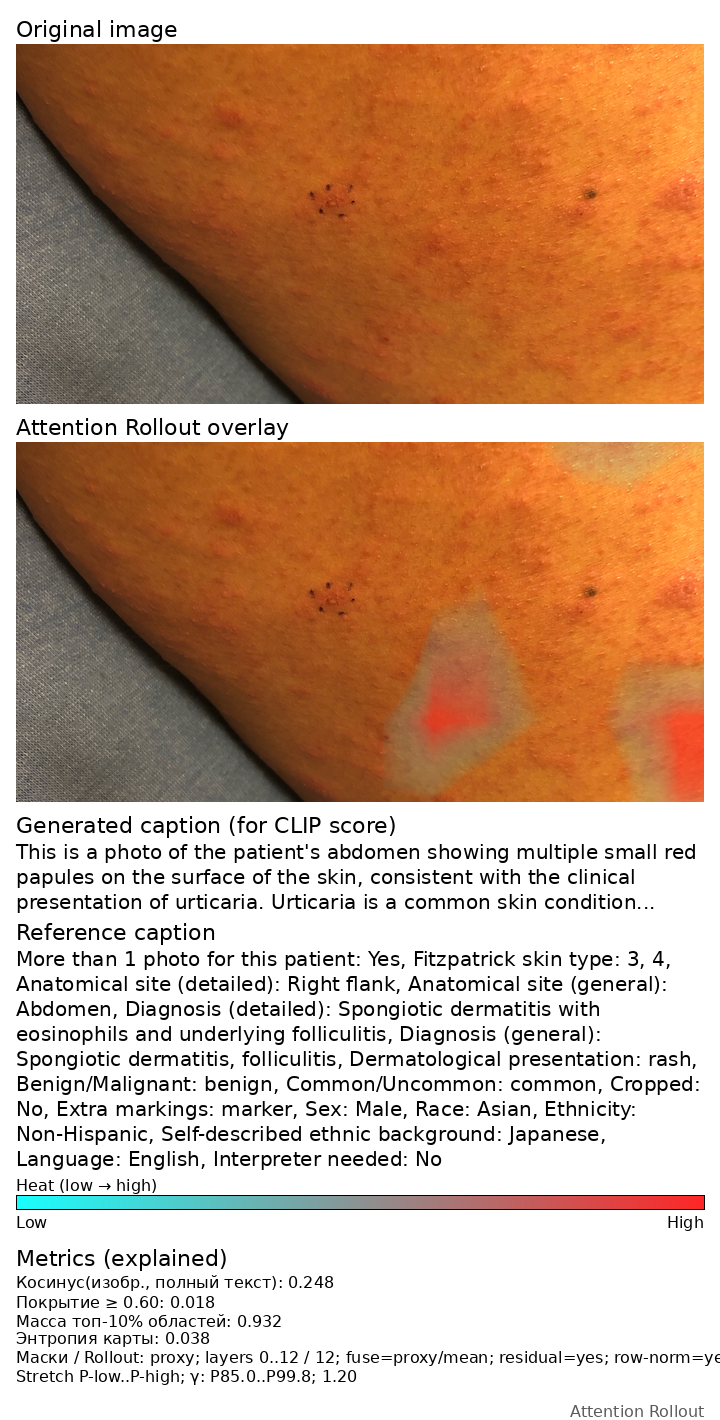 Original image
Attention Rollout overlay
Generated caption (for CLIP score)
This is a photo of the patient's abdomen showing multiple small red
papules on the surface of the skin, consistent with the clinical
presentation of urticaria. Urticaria is a common skin condition...
Reference caption
More than 1 photo for this patient: Yes, Fitzpatrick skin type: 3, 4,
Anatomical site (detailed): Right flank, Anatomical site (general):
Abdomen, Diagnosis (detailed): Spongiotic dermatitis with
eosinophils and underlying folliculitis, Diagnosis (general):
Spongiotic dermatitis, folliculitis, Dermatological presentation: rash,
Benign/Malignant: benign, Common/Uncommon: common, Cropped:
No, Extra markings: marker, Sex: Male, Race: Asian, Ethnicity:
Non-Hispanic, Self-described ethnic background: Japanese,
Language: English, Interpreter needed: No
Heat (low → high)
Low High
Metrics (explained)
Косинус(изобр., полный текст): 0.248
Покрытие ≥ 0.60: 0.018
Масса топ-10% областей: 0.932
Энтропия карты: 0.038
Маски / Rollout: proxy; layers 0..12 / 12; fuse=proxy/mean; residual=yes; row-norm=ye
Stretch P-low..P-high; γ: P85.0..P99.8; 1.20
Attention Rollout